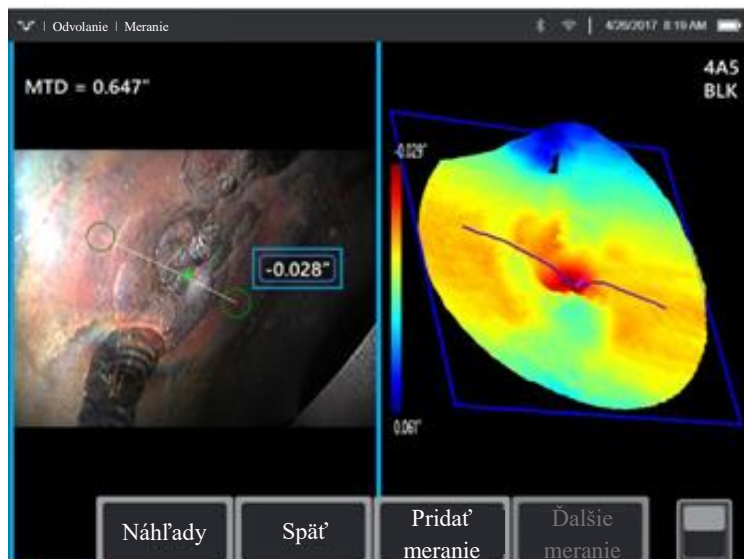 | Odvolanie | Meranie
4/26/2017 8:19 AM
MTD = 0.647"
4A5
BLK
-0.029"
-0.028"
0.061"
Náhľady
Späť
Pridať
meranie
Ďalšie
meranie